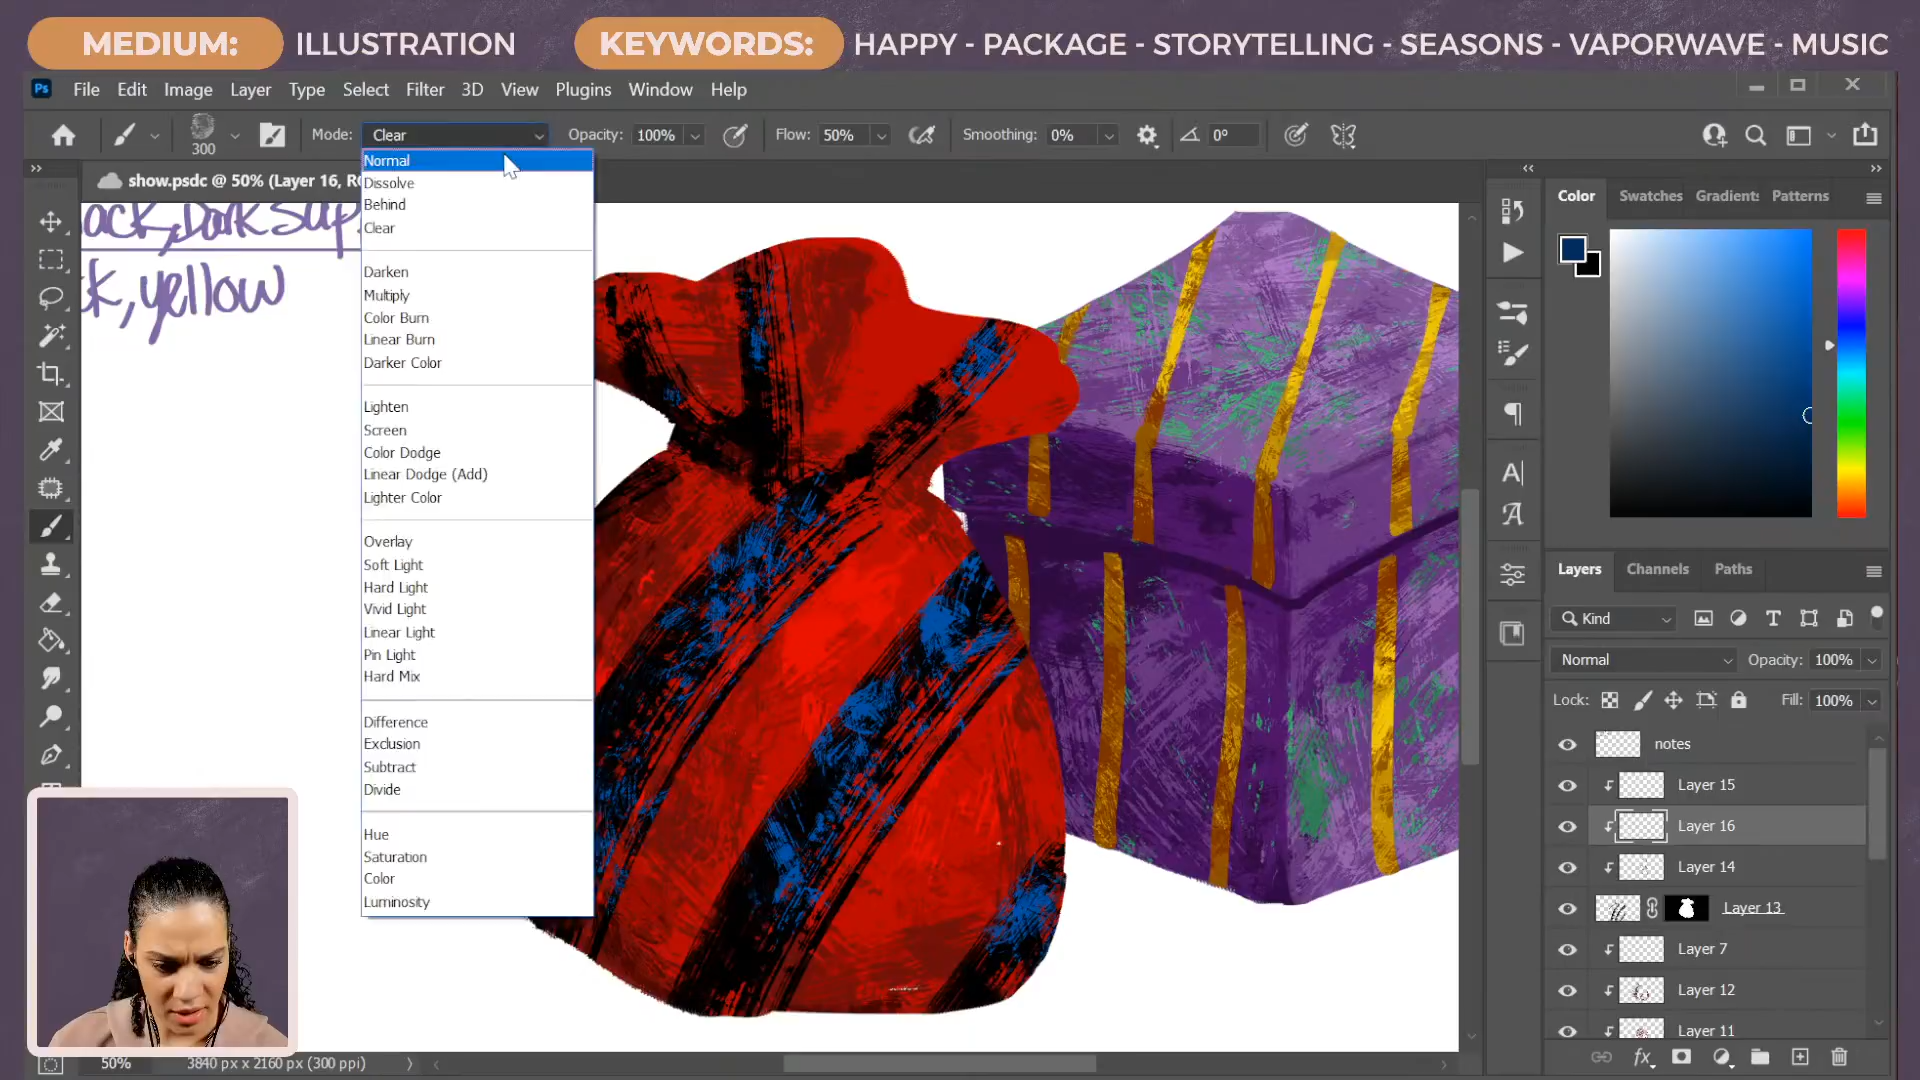 MEDIUM: ILLUSTRATION KEYWORDS: HAPPY - PACKAGE - STORYTELLING - SEASONS - VAPORWAVE - MUSIC
Ps File Edit Image Layer Type Select Filter 3D View Plugins Window Help
300 Mode: Clear Opacity: 100% Flow: 50% Smoothing: 0% 0°
show.psdc @ 50% (Layer 16, R
ack, Dark
ck, yellow
Normal
Dissolve
Behind
Clear
Darken
Multiply
Color Burn
Linear Burn
Darker Color
Lighten
Screen
Color Dodge
Linear Dodge (Add)
Lighter Color
Overlay
Soft Light
Hard Light
Vivid Light
Linear Light
Pin Light
Hard Mix
Difference
Exclusion
Subtract
Divide
Hue
Saturation
Color
Luminosity
Color Swatches Gradients Patterns
Layers Channels Paths
Kind
Normal Opacity: 100%
Lock: Fill: 100%
notes
Layer 15
Layer 16
Layer 14
Layer 13
Layer 7
Layer 12
Layer 11
fx
50% 3840 px x 2160 px (300 ppi)